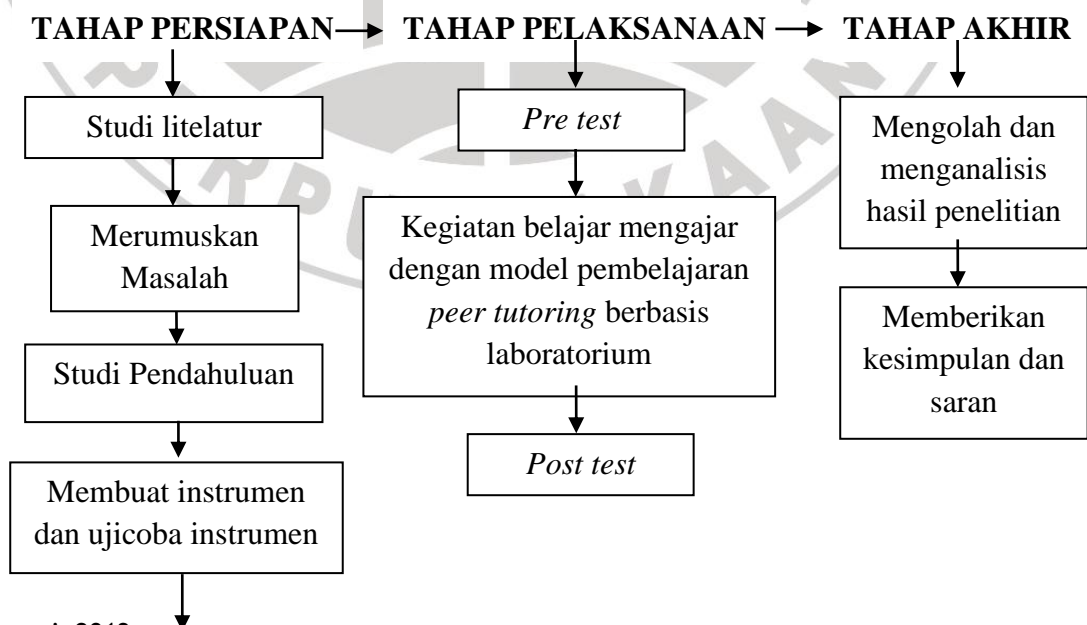 TAHAP PERSIAPAN TAHAP PELAKSANAAN TAHAP AKHIR
Studi litelatur
Merumuskan
Masalah
Studi Pendahuluan
Membuat instrumen
dan ujicoba instrumen
Pre test
Kegiatan belajar mengajar
dengan model pembelajaran
peer tutoring berbasis
laboratorium
Post test
Mengolah dan
menganalisis
hasil penelitian
Memberikan
kesimpulan dan
saran